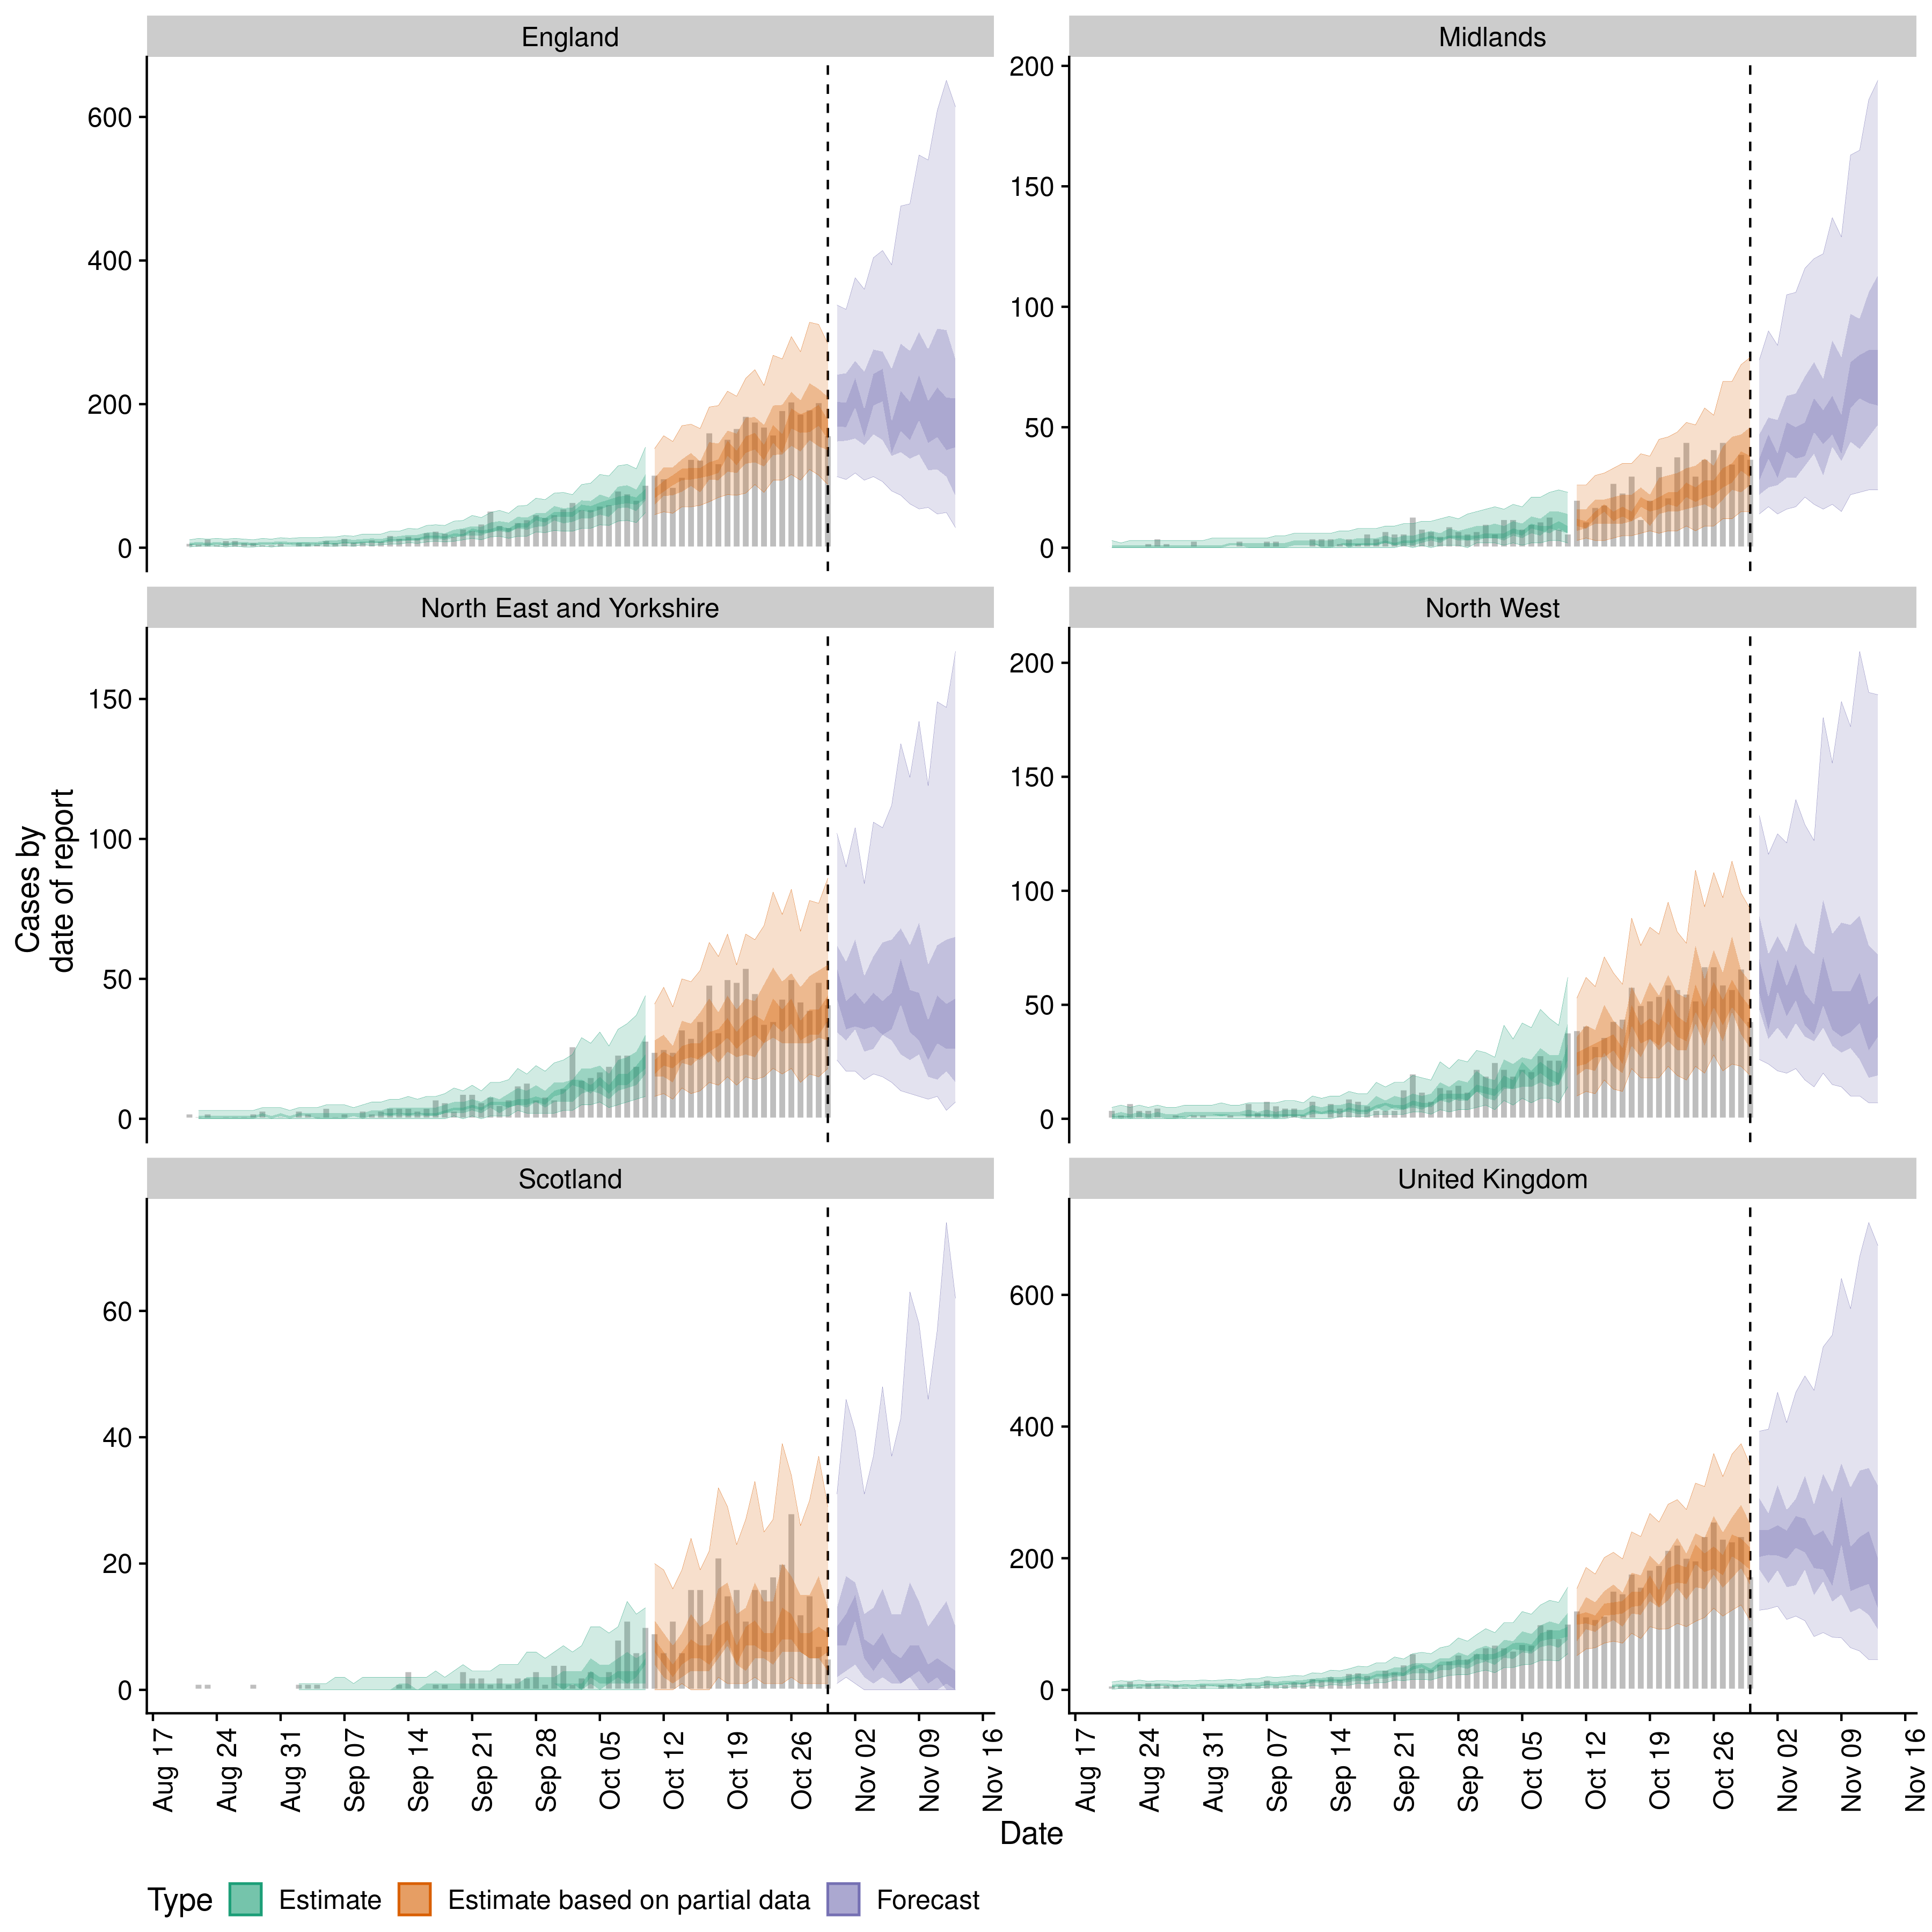 England
Midlands
600
400
200
0
200
150
100
50
0
North East and Yorkshire
North West
150
100
50
0
200
150
100
50
0
Cases by
date of report
Scotland
United Kingdom
60
40
20
0
600
400
200
0
Aug 17
Aug 24
Aug 31
Sep 07
Sep 14
Sep 21
Sep 28
Oct 05
Oct 12
Oct 19
Oct 26
Nov 02
Nov 09
Nov 16
Aug 17
Aug 24
Aug 31
Sep 07
Sep 14
Sep 21
Sep 28
Oct 05
Oct 12
Oct 19
Oct 26
Nov 02
Nov 09
Nov 16
Date
Type Estimate Estimate based on partial data Forecast